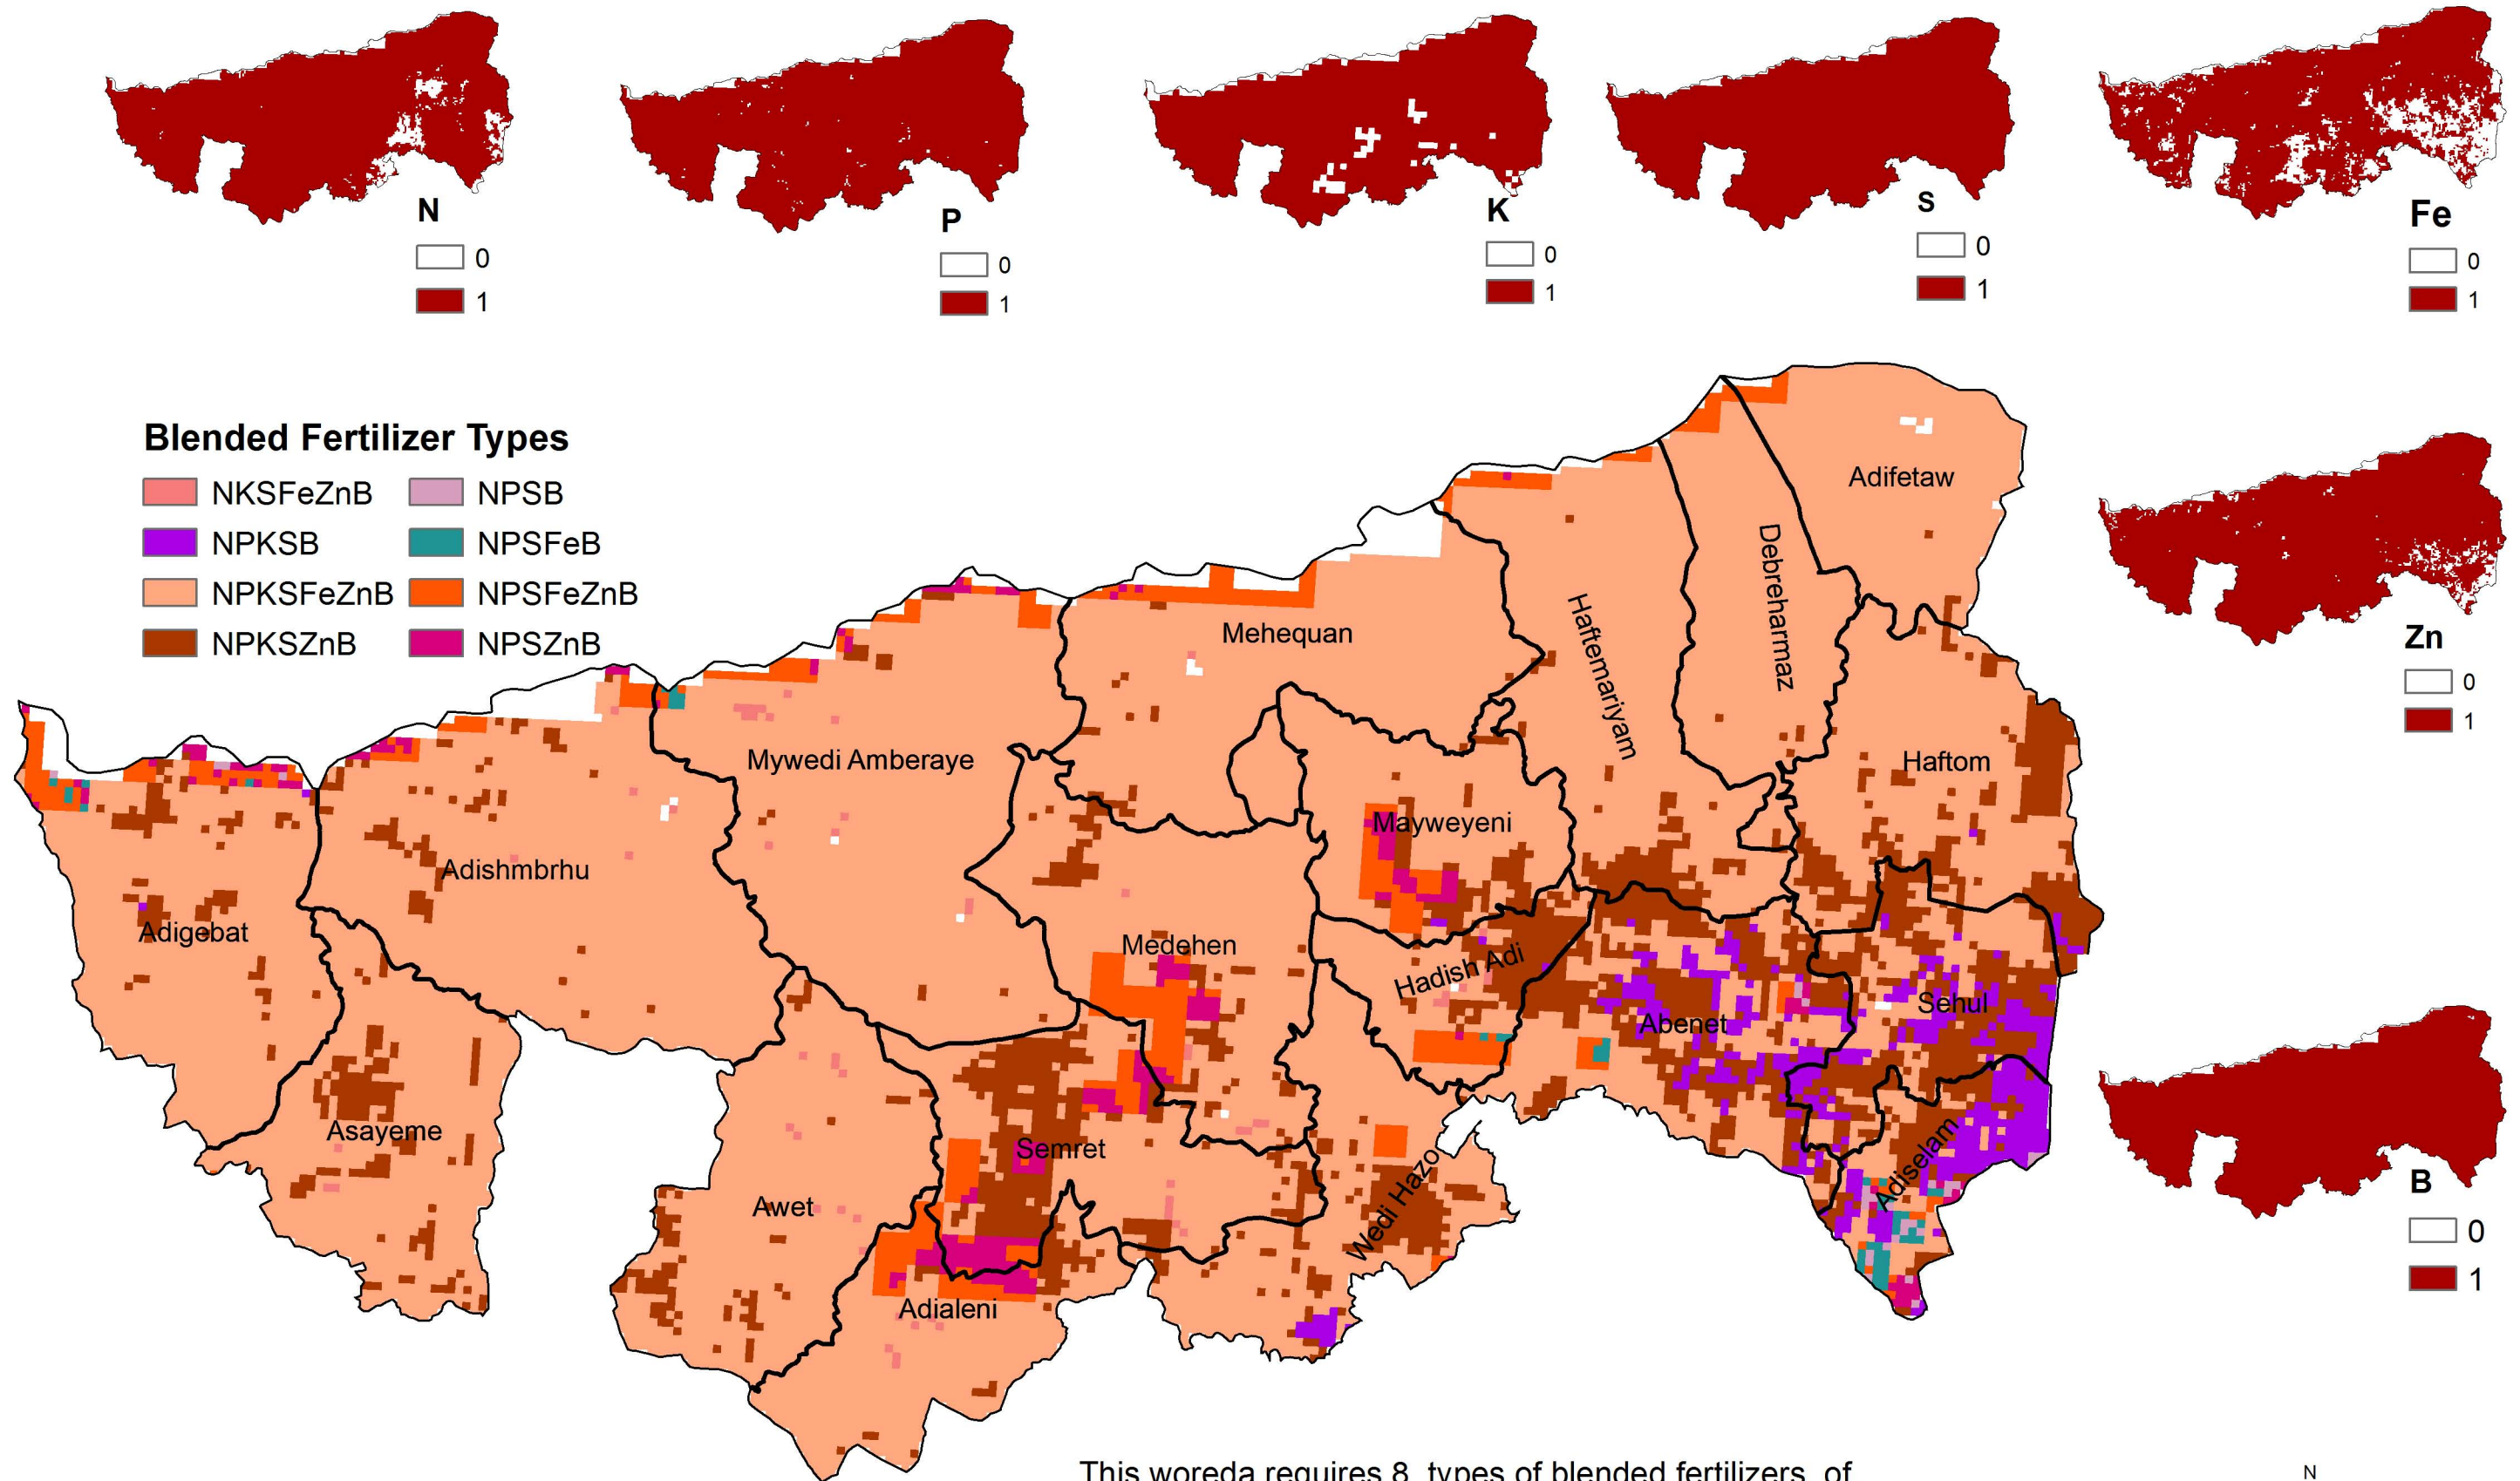 N
0
1
P
0
1
K
0
1
S
0
1
Fe
0
1
Blended Fertilizer Types
NKSFeZnB NPSB
NPKSB NPSFeB
NPKSFeZnB NPSFeZnB
NPKSZnB NPSZnB
Zn
0
1
B
0
1
Adifetaw
Debreharmaz
Haftemariyam
Mehequan
Mywedi Amberaye
Haftom
Mayweyeni
Adishmbrhu
Adigebat
Medehen
Hadish Adi
Sehul
Abenet
Asayeme
Semret
Adiselam
Wedi Hazo
Awet
Adialeni
This woreda requires 8 types of blended fertilizers of
N